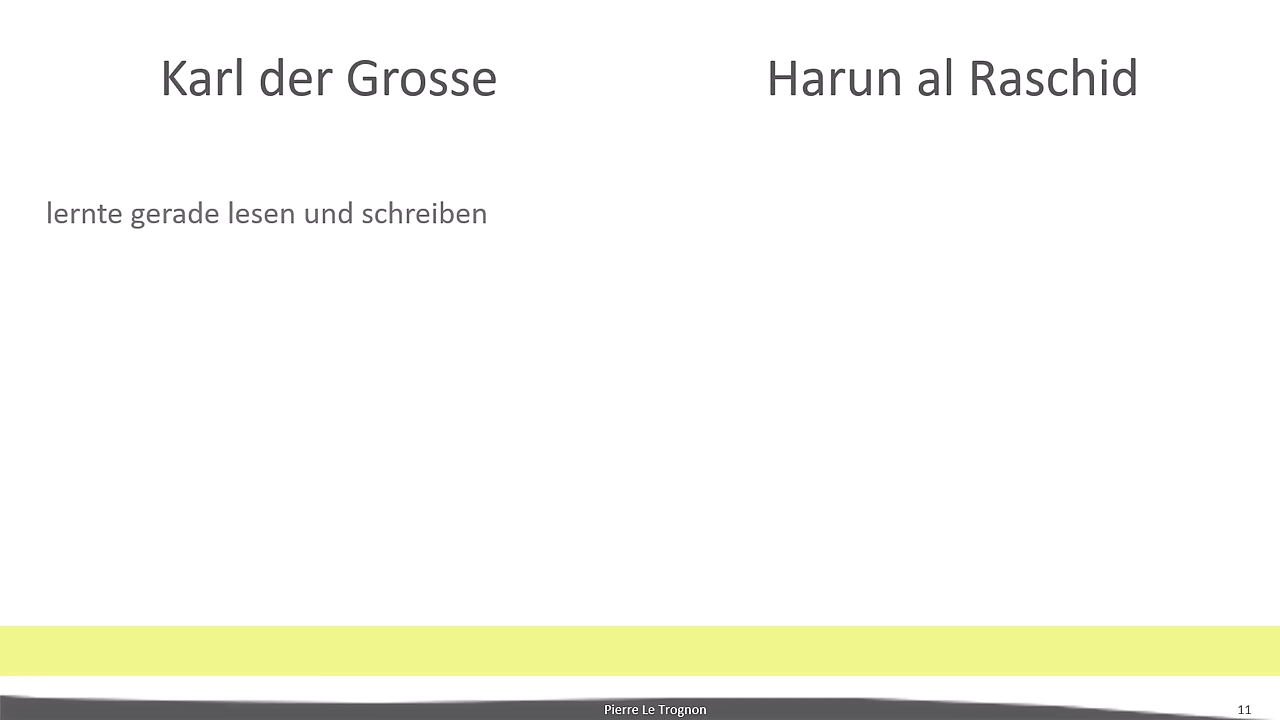 Karl der Grosse
Harun al Raschid
lernte gerade lesen und schreiben
Pierre Le Trognon
11